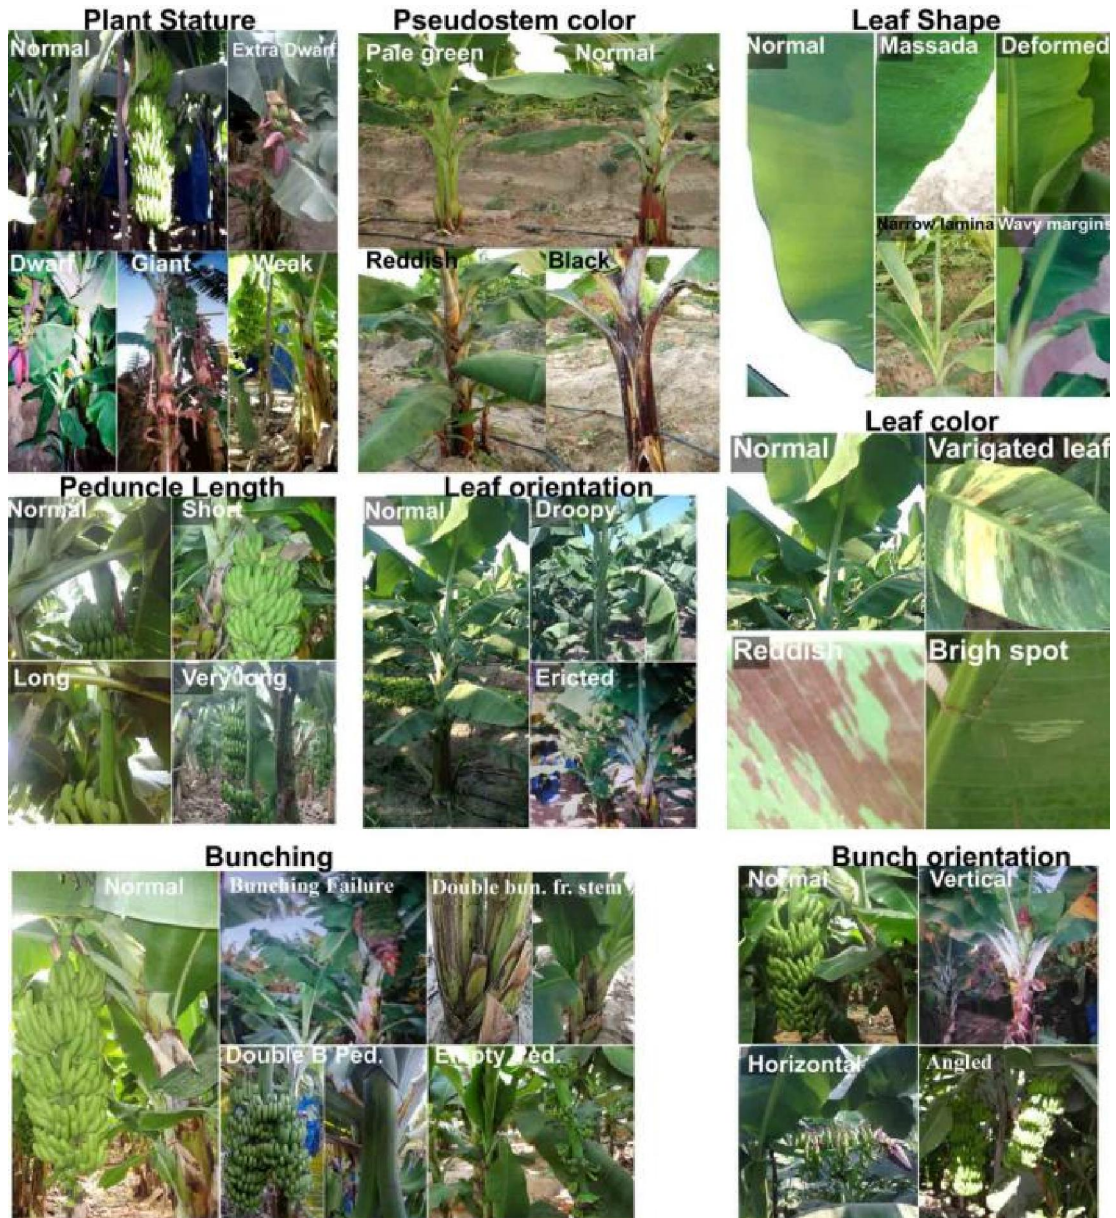 Plant Stature
Normal
Extra Dwarf
Dwarf
Giant
Weak
Pseudostem color
Pale green
Normal
Reddish
Black
Leaf Shape
Normal
Massada
Deformed
Narrow lamina
Wavy margins
Leaf color
Normal
Varigated leaf
Reddish
Brigh spot
Peduncle Length
Normal
Short
Long
Very long
Leaf orientation
Normal
Droopy
Ericted
Bunching
Normal
Bunching Failure
Double bun. fr. stem
Double B Ped.
Empty Ped.
Bunch orientation
Normal
Vertical
Horizontal
Angled